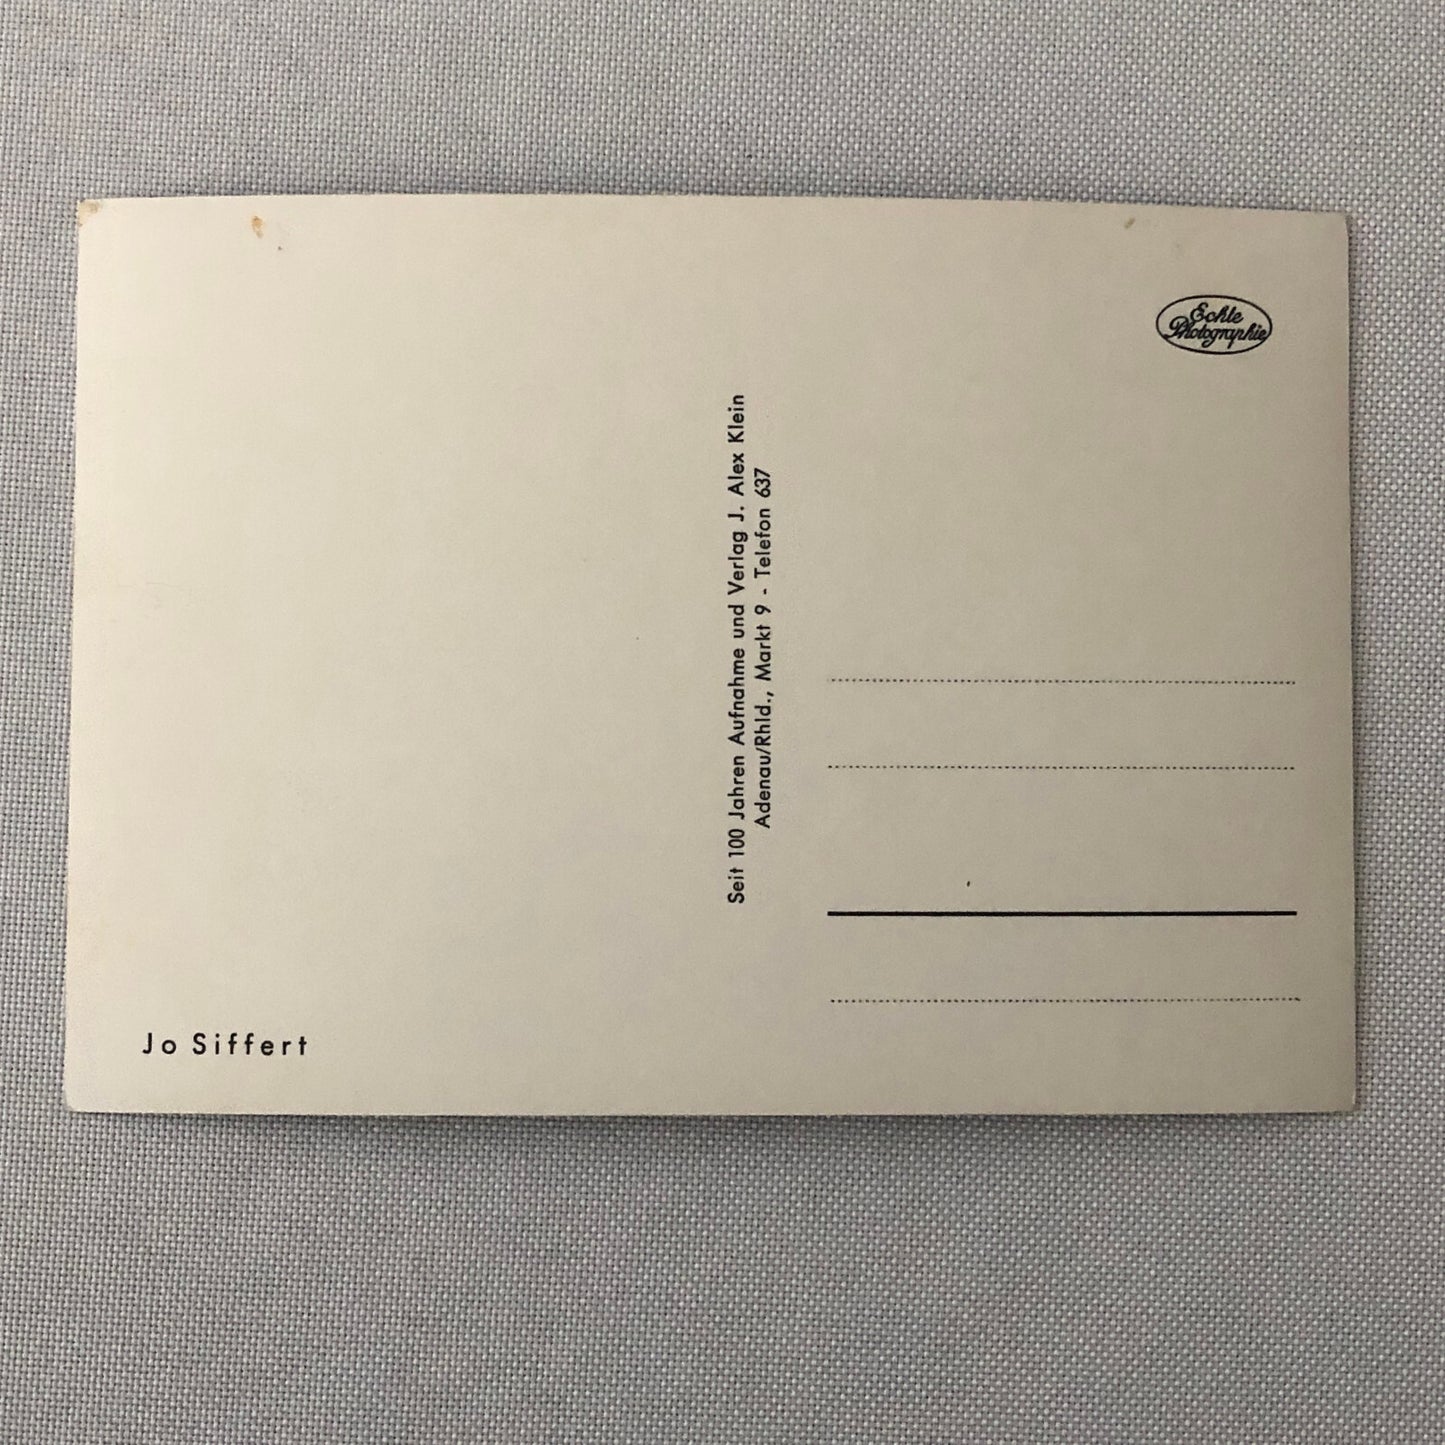 Echte
Photographie
Seit 100 Jahren Aufnahme und Verlag J. Alex Klein
Adenau/Rhld., Markt 9 - Telefon 637
Jo Siffert